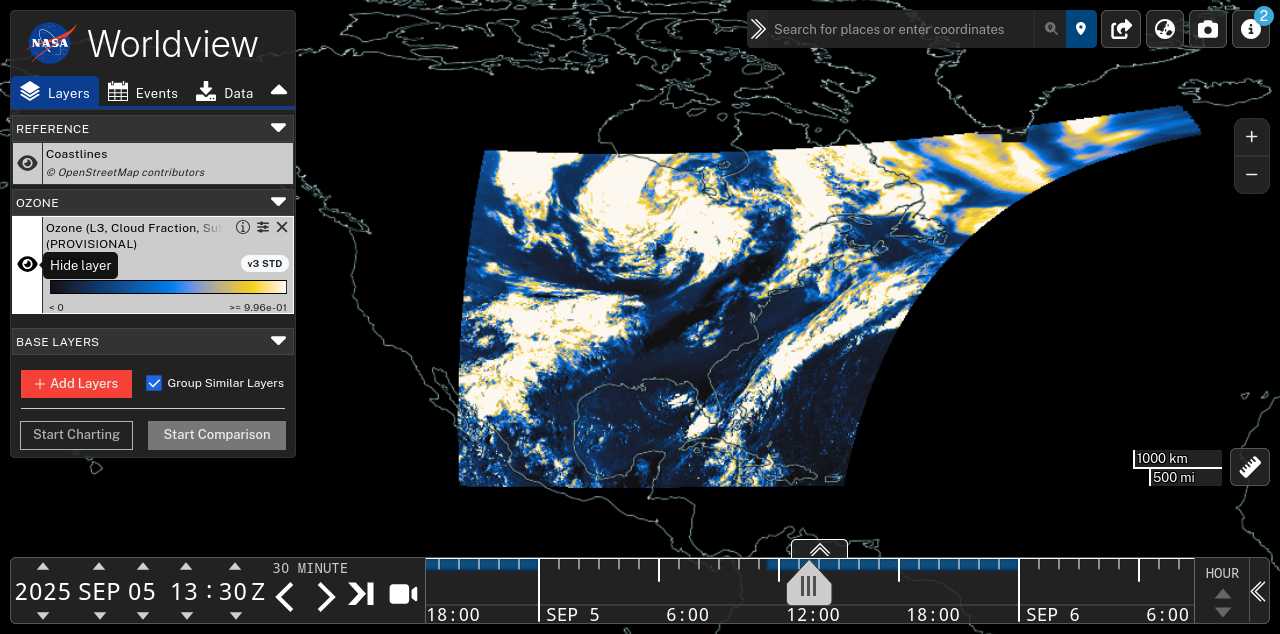 NASA Worldview
Layers Events Data
REFERENCE
Coastlines
© OpenStreetMap contributors
OZONE
Ozone (L3, Cloud Fraction, Su
(PROVISIONAL)
Hide layer
v3 STD
< 0 >= 9.96e-01
BASE LAYERS
+ Add Layers Group Similar Layers
Start Charting Start Comparison
Search for places or enter coordinates
2
+
−
1000 km
500 mi
2025 SEP 05 13 : 30 Z
30 MINUTE
18:00 SEP 5 6:00 12:00 18:00 SEP 6 6:00
HOUR